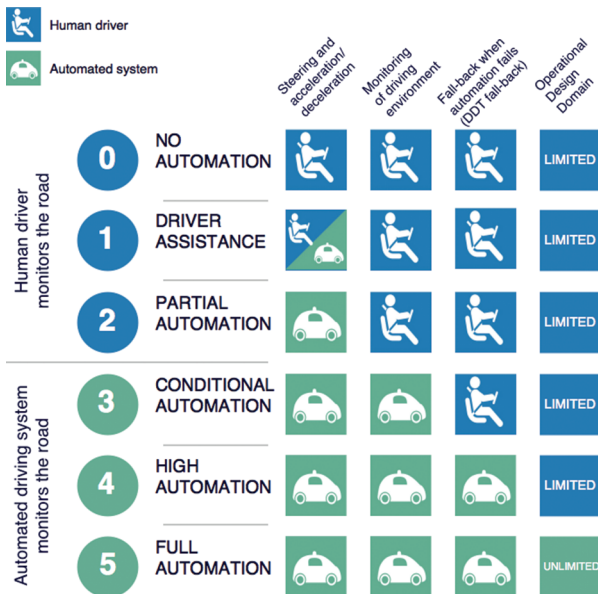 Human driver
Automated system
Steering and
acceleration/
deceleration
Monitoring
of driving
environment
Fall-back when
automation fails
(DDT fall-back)
Operational
Design
Domain
Human driver
monitors the road
0
NO
AUTOMATION
LIMITED
1
DRIVER
ASSISTANCE
LIMITED
2
PARTIAL
AUTOMATION
LIMITED
Automated driving system
monitors the road
3
CONDITIONAL
AUTOMATION
LIMITED
4
HIGH
AUTOMATION
LIMITED
5
FULL
AUTOMATION
UNLIMITED